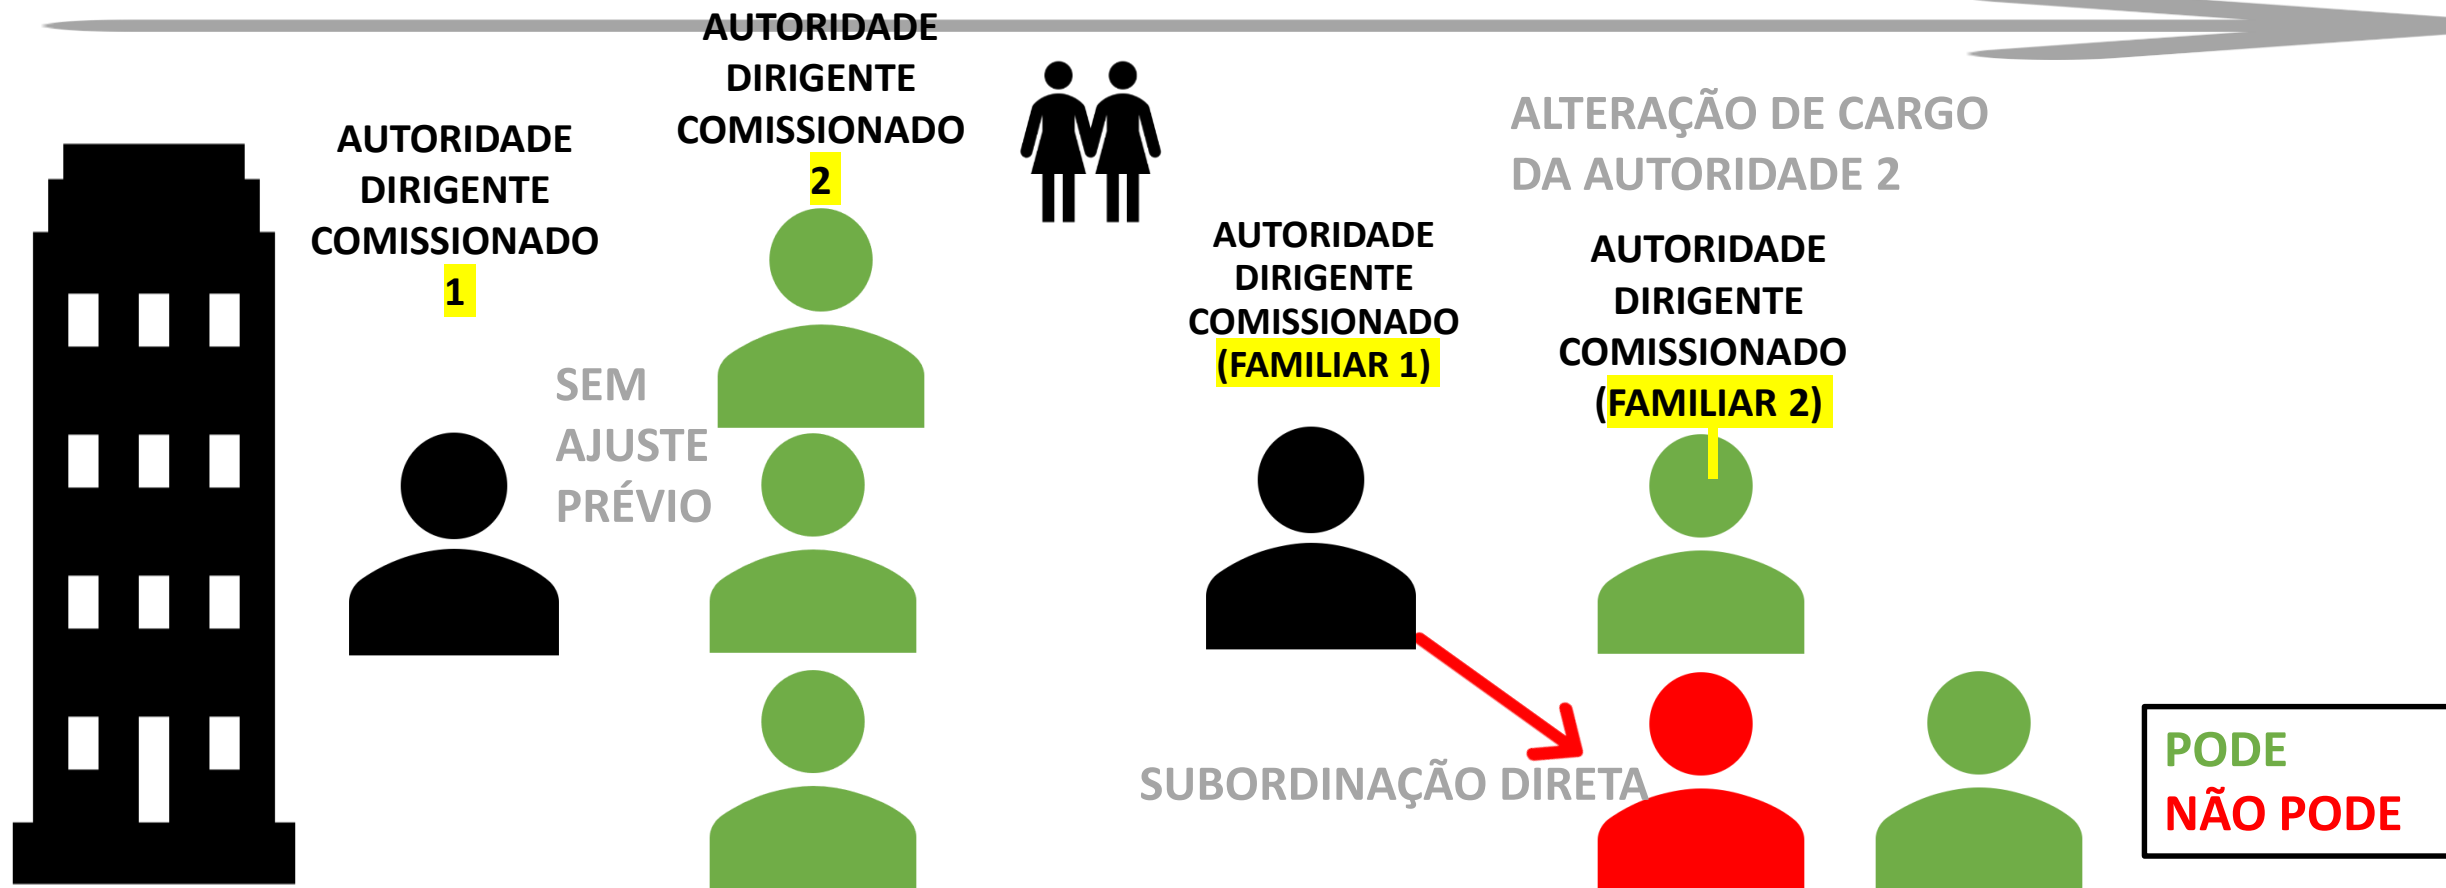 AUTORIDADE
DIRIGENTE
COMISSIONADO
1
SEM
AJUSTE
PRÉVIO
AUTORIDADE
DIRIGENTE
COMISSIONADO
2
AUTORIDADE
DIRIGENTE
COMISSIONADO
(FAMILIAR 1)
ALTERAÇÃO DE CARGO
DA AUTORIDADE 2
AUTORIDADE
DIRIGENTE
COMISSIONADO
(FAMILIAR 2)
SUBORDINAÇÃO DIRETA
PODE
NÃO PODE